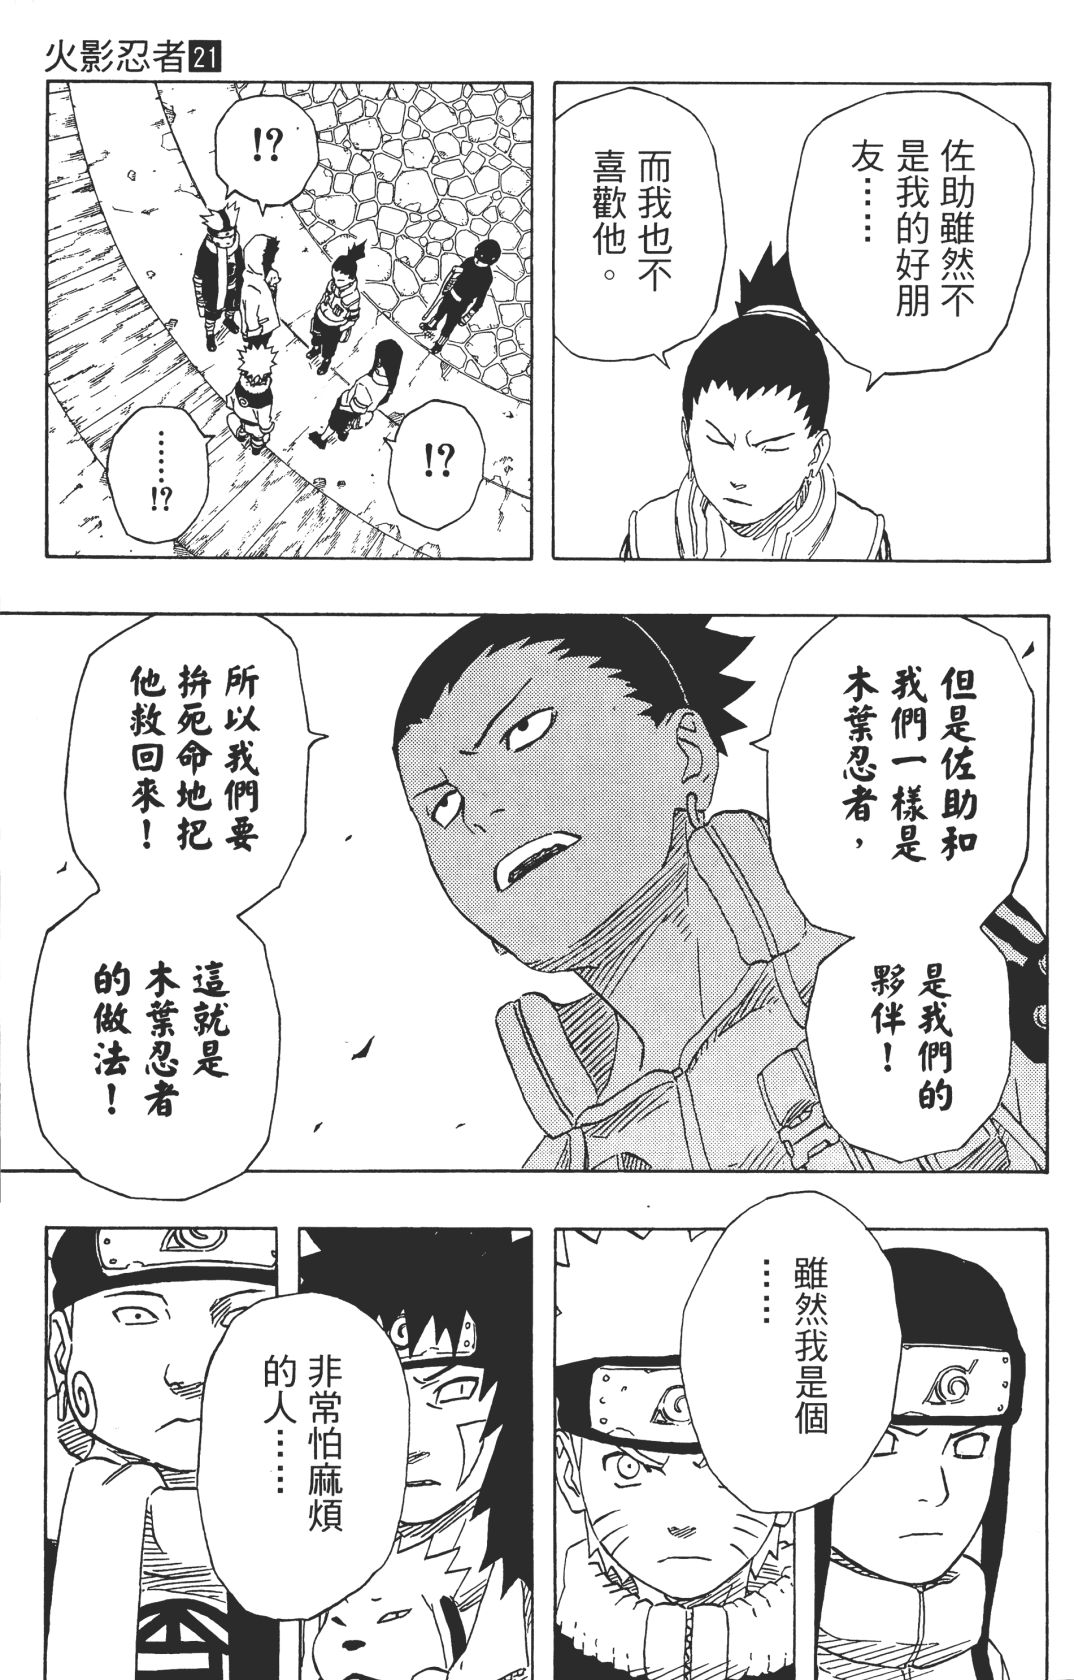 火影忍者21
佐助雖然不
是我的好朋
友……
而我也不
喜歡他。
!?
!?
……!?
但是佐助和
我們一樣是
木葉忍者，
是我們的
夥伴！
所以我們要
拚死命地把
他救回來！
這就是
木葉忍者
的做法！
雖然我是個
……
非常怕麻煩
的人……